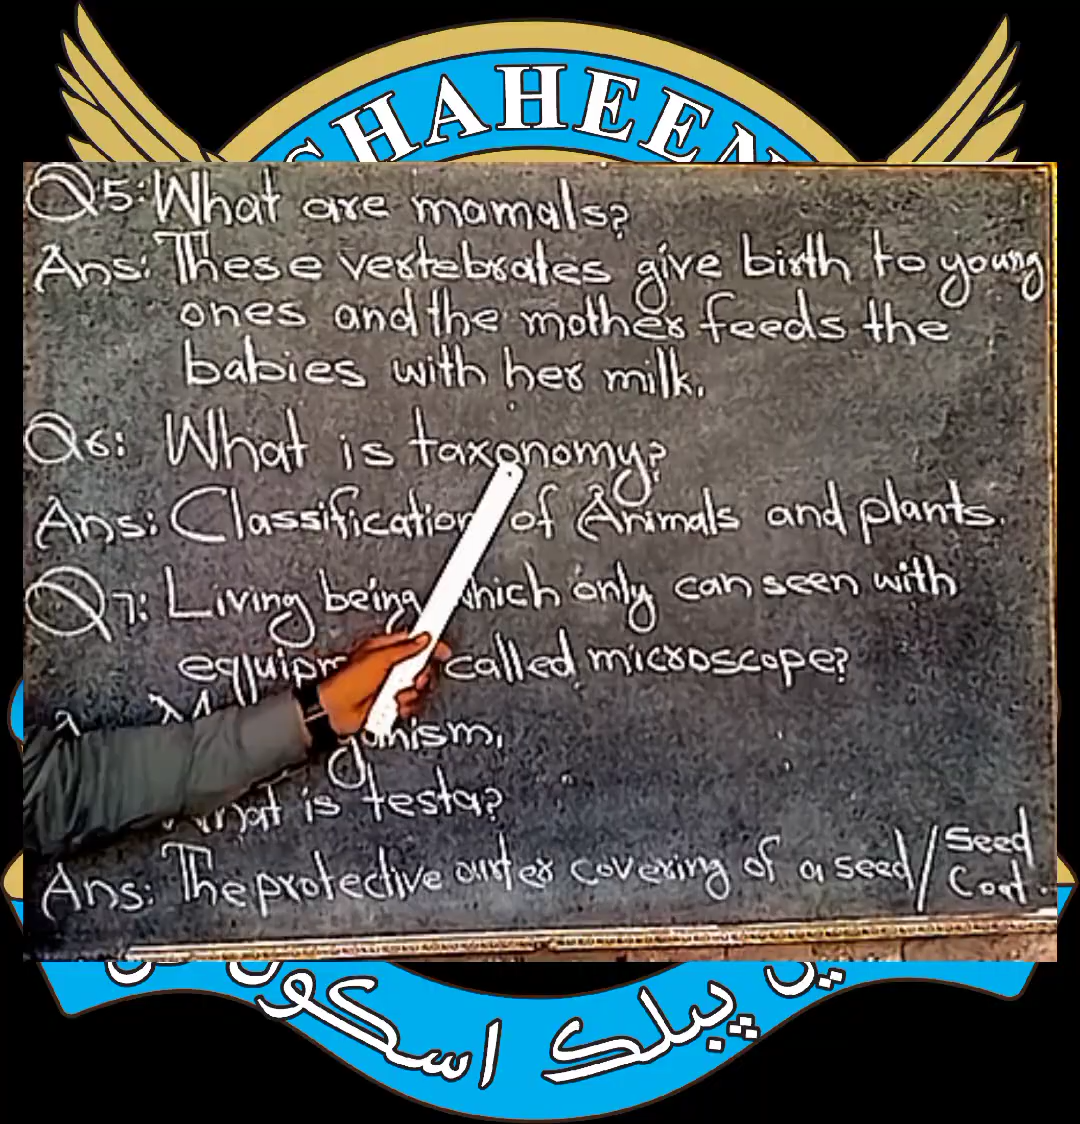 SHAHEEN
Q5: What are mamals?
Ans: These vertebrates give birth to young
ones and the mother feeds the
babies with her milk.
Q6: What is taxonomy?
Ans: Classification of Animals and plants.
Q7: Living being which only can seen with
called microscope?
is testa?
Ans: The protective outer covering of a seed/ Seed
Coat.
پبلک اسکول